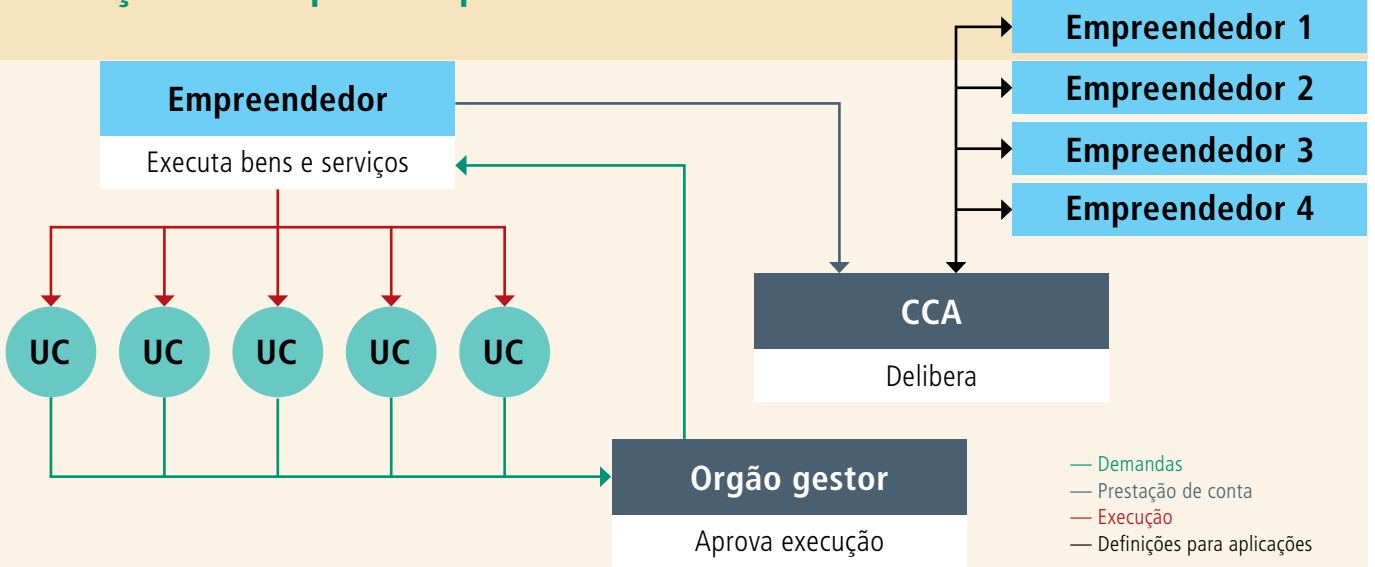 Empreendedor
Executa bens e serviços
UC
UC
UC
UC
UC
Empreendedor 1
Empreendedor 2
Empreendedor 3
Empreendedor 4
CCA
Delibera
Orgão gestor
Aprova execução
— Demandas
— Prestação de conta
— Execução
— Definições para aplicações